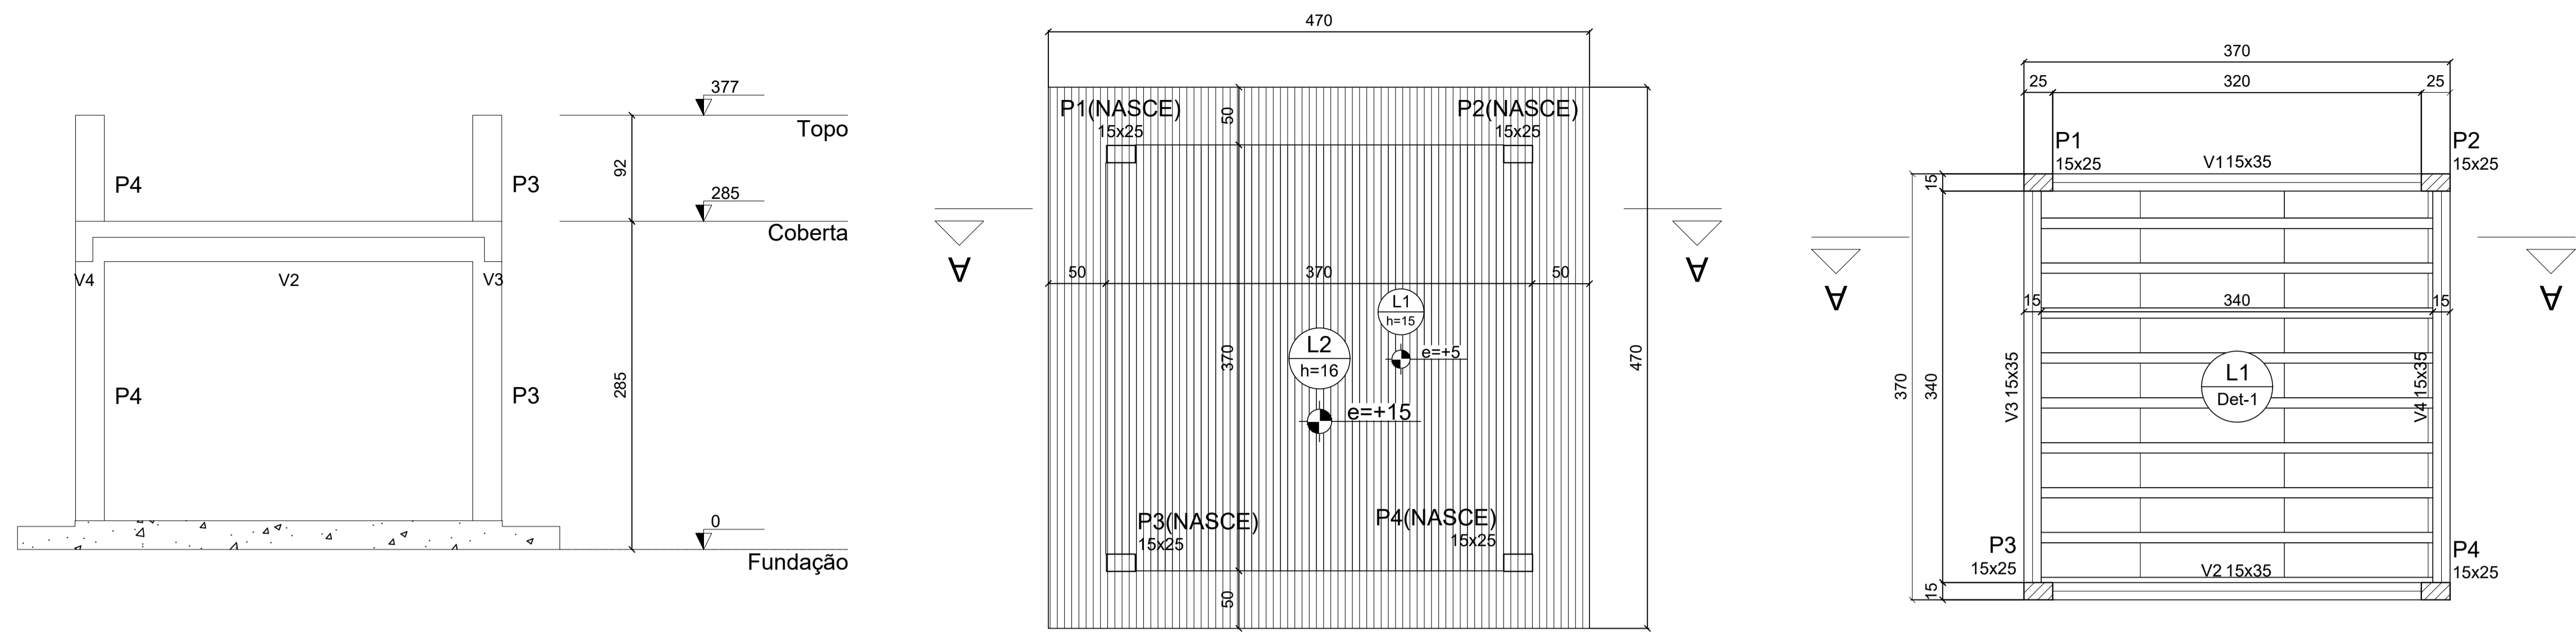 377
Topo
92
P4
P3
285
Coberta
V4
V2
V3
P4
P3
285
0
Fundação
470
P1(NASCE)
15x25
50
P2(NASCE)
15x25
A
A
50
370
50
L1
h=15
e=+5
L2
h=16
370
e=+15
470
P3(NASCE)
15x25
P4(NASCE)
15x25
50
370
25
320
25
P1
15x25
V1 15x35
P2
15x25
15
A
A
15
340
15
370
340
V3 15x35
L1
Det-1
V4 15x35
P3
15x25
V2 15x35
P4
15x25
15